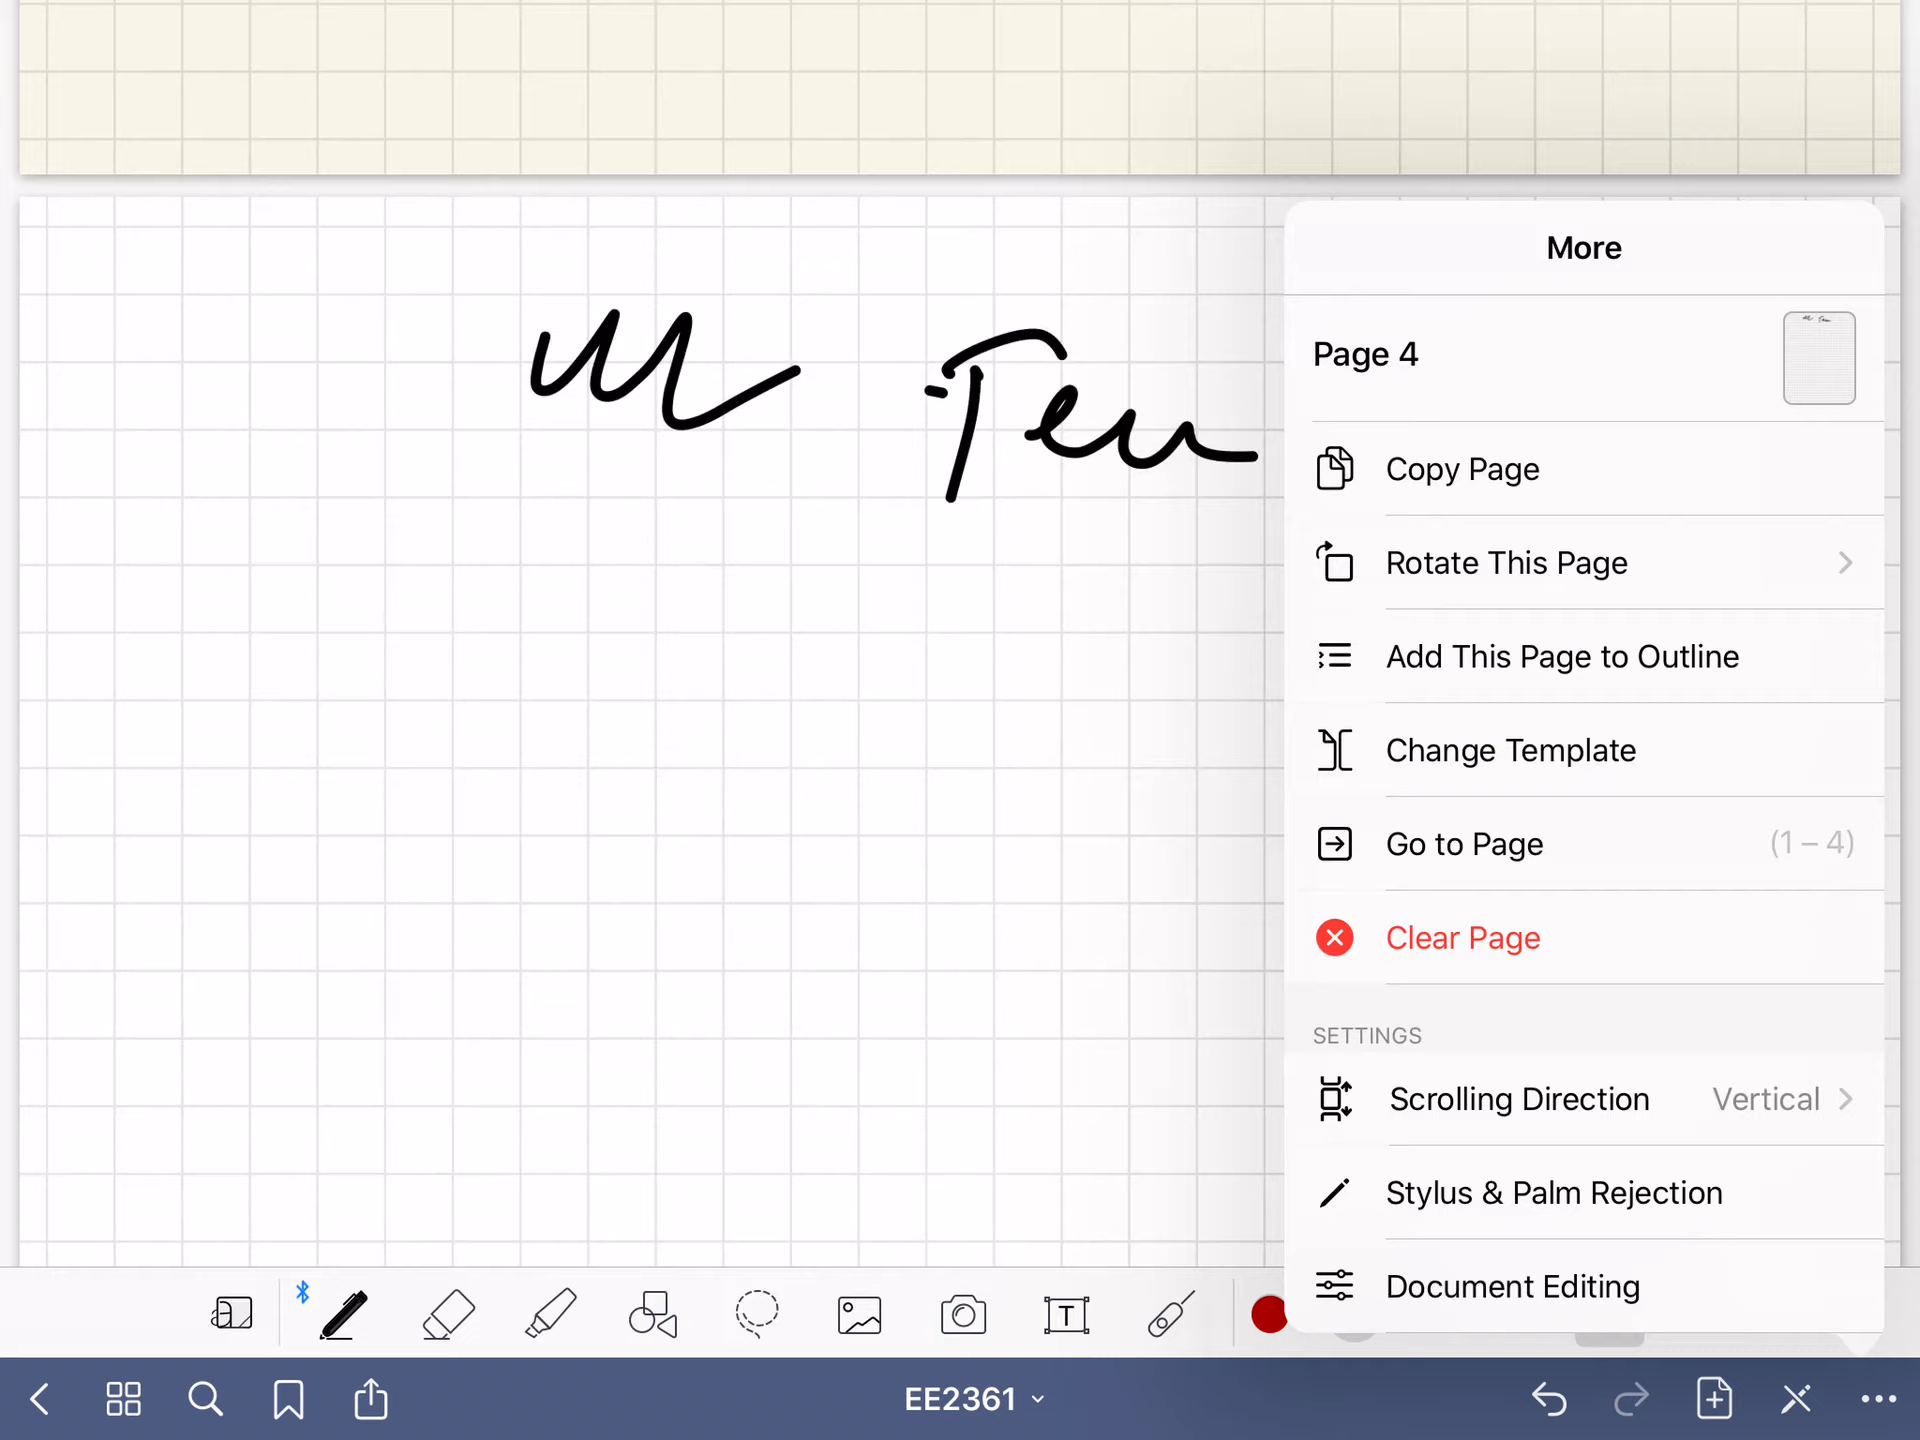 More
Page 4
Copy Page
Rotate This Page
Add This Page to Outline
Change Template
Go to Page (1 – 4)
Clear Page
SETTINGS
Scrolling Direction Vertical
Stylus & Palm Rejection
Document Editing
T
EE2361